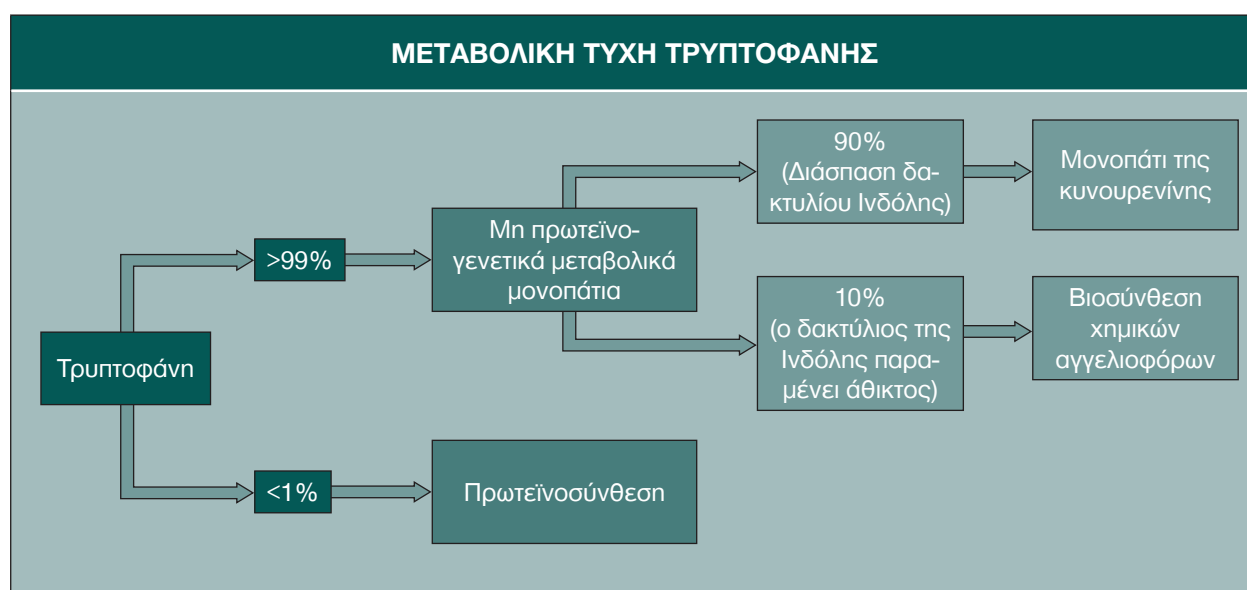 ΜΕΤΑΒΟΛΙΚΗ ΤΥΧΗ ΤΡΥΠΤΟΦΑΝΗΣ
Τρυπτοφάνη
>99%
Μη πρωτεϊνο-
γενετικά μεταβολικά
μονοπάτια
90%
(Διάσπαση δα-
κτυλίου Ινδόλης)
Μονοπάτι της
κυνουρενίνης
10%
(ο δακτύλιος της
Ινδόλης παρα-
μένει άθικτος)
Βιοσύνθεση
χημικών
αγγελιοφόρων
<1%
Πρωτεϊνοσύνθεση